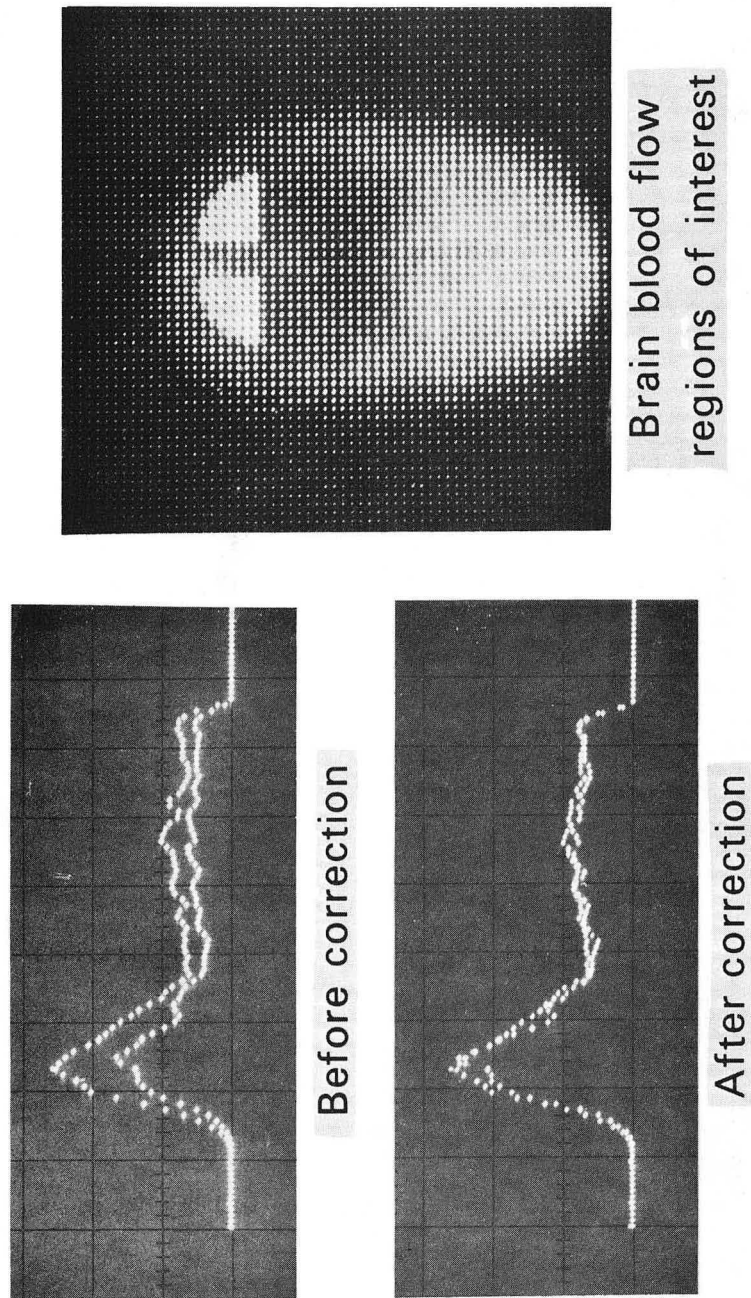 Brain blood flow
regions of interest
Before correction
After correction